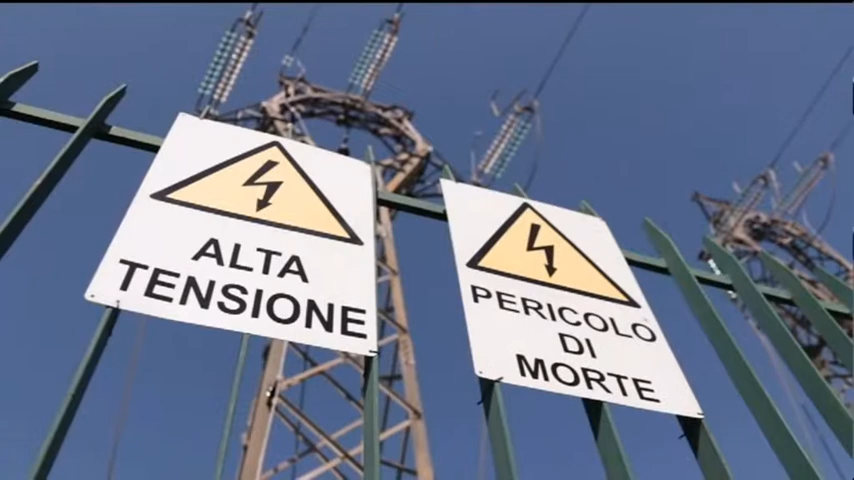 ALTA
TENSIONE
PERICOLO
DI
MORTE